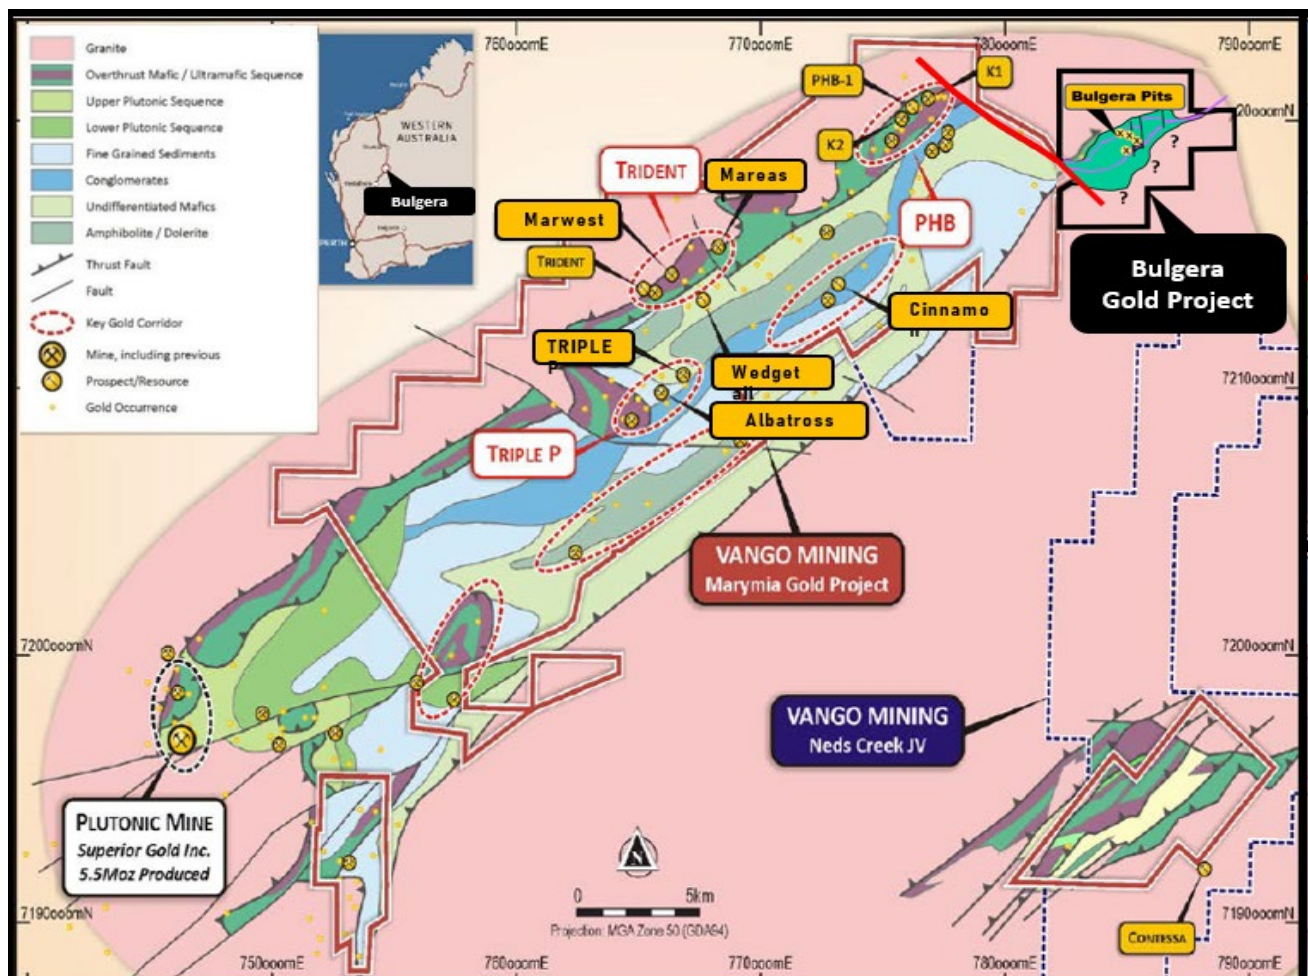 Granite
Overthrust Mafic / Ultramafic Sequence
Upper Plutonic Sequence
Lower Plutonic Sequence
Fine Grained Sediments
Conglomerates
Undifferentiated Mafics
Amphibolite / Dolerite
Thrust Fault
Fault
Key Gold Corridor
Mine, including previous
Prospect/Resource
Gold Occurrence
WESTERN
AUSTRALIA
Bulgera
PERTH
760000mE
770000mE
780000mE
790000mE
PHB-1
K1
K2
Bulgera Pits
20000mN
?
?
?
TRIDENT
Mareas
Marwest
TRIDENT
PHB
Bulgera
Gold Project
Cinnamo
n
TRIPLE
P
Wedget
ail
Albatross
7210000mN
TRIPLE P
VANGO MINING
Marymia Gold Project
7200000mN
7200000mN
VANGO MINING
Neds Creek JV
PLUTONIC MINE
Superior Gold Inc.
5.5Moz Produced
N
0
5km
Projection: MGA Zone 50 (GDA94)
CONTESSA
7190000mN
7190000mN
750000mE
760000mE
770000mE
780000mE
790000mE